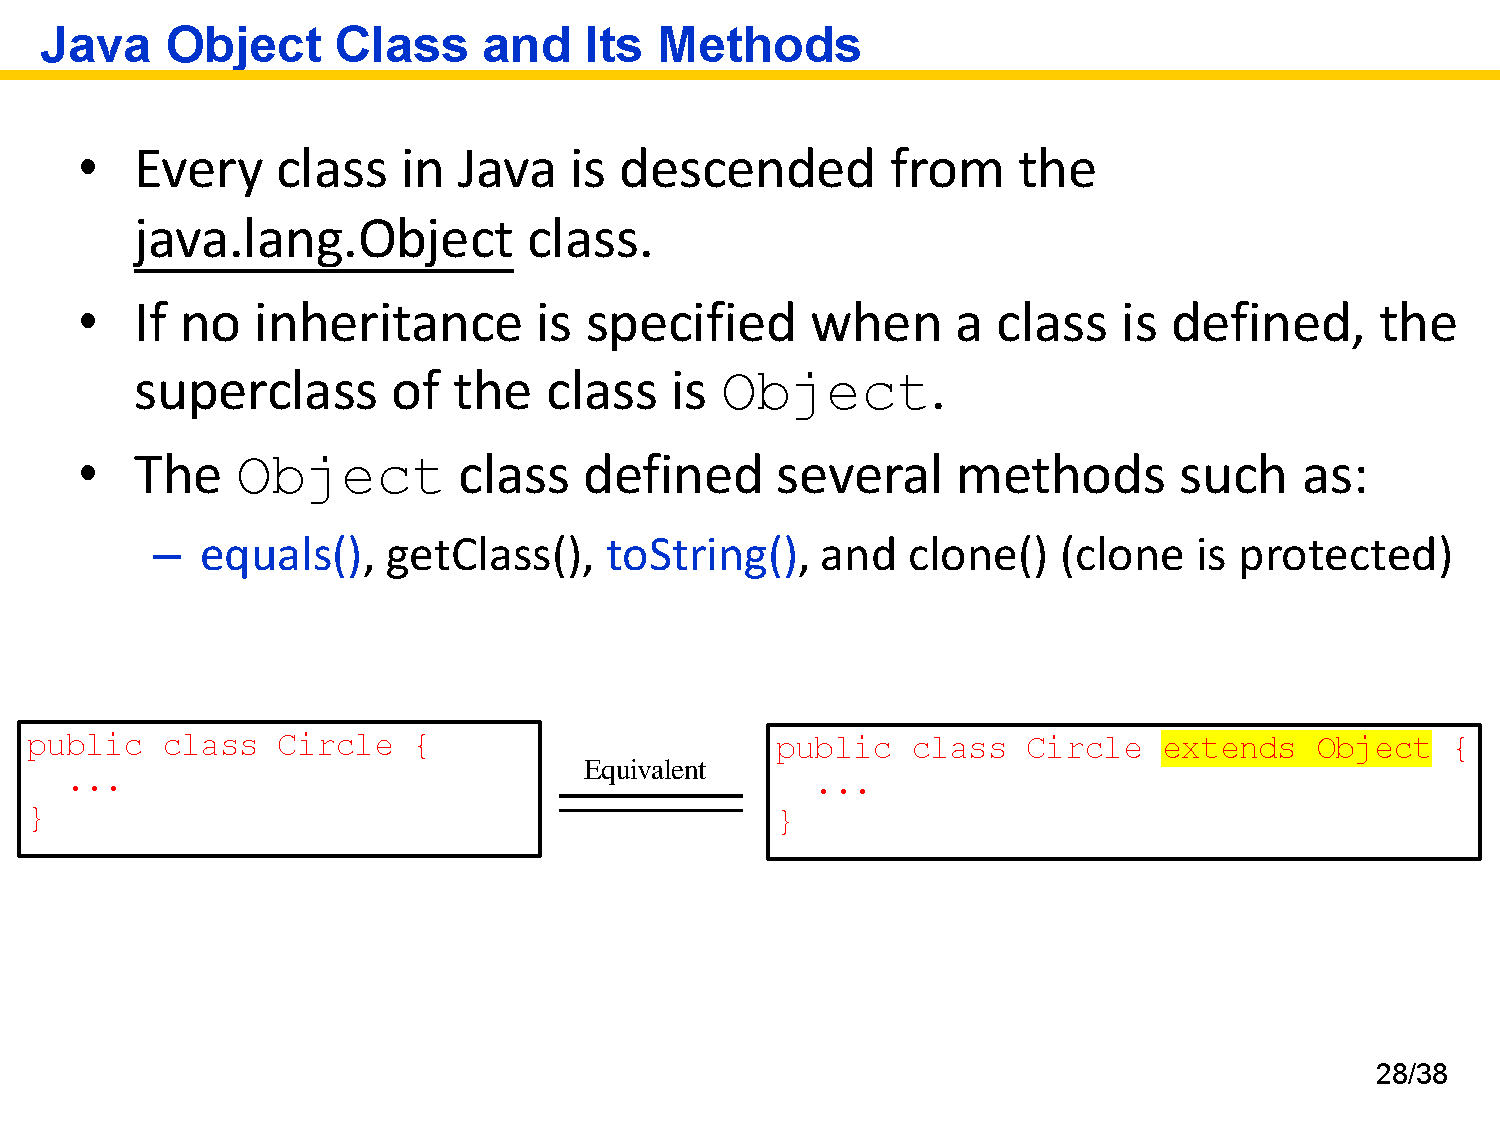 Java Object Class and Its Methods
• Every class in Java is descended from the
java.lang.Object class.
• If no inheritance is specified when a class is defined, the
superclass of the class is Object.
• The Object class defined several methods such as:
– equals(), getClass(), toString(), and clone() (clone is protected)
public class Circle {
...
}
Equivalent
public class Circle extends Object {
...
}
28/38